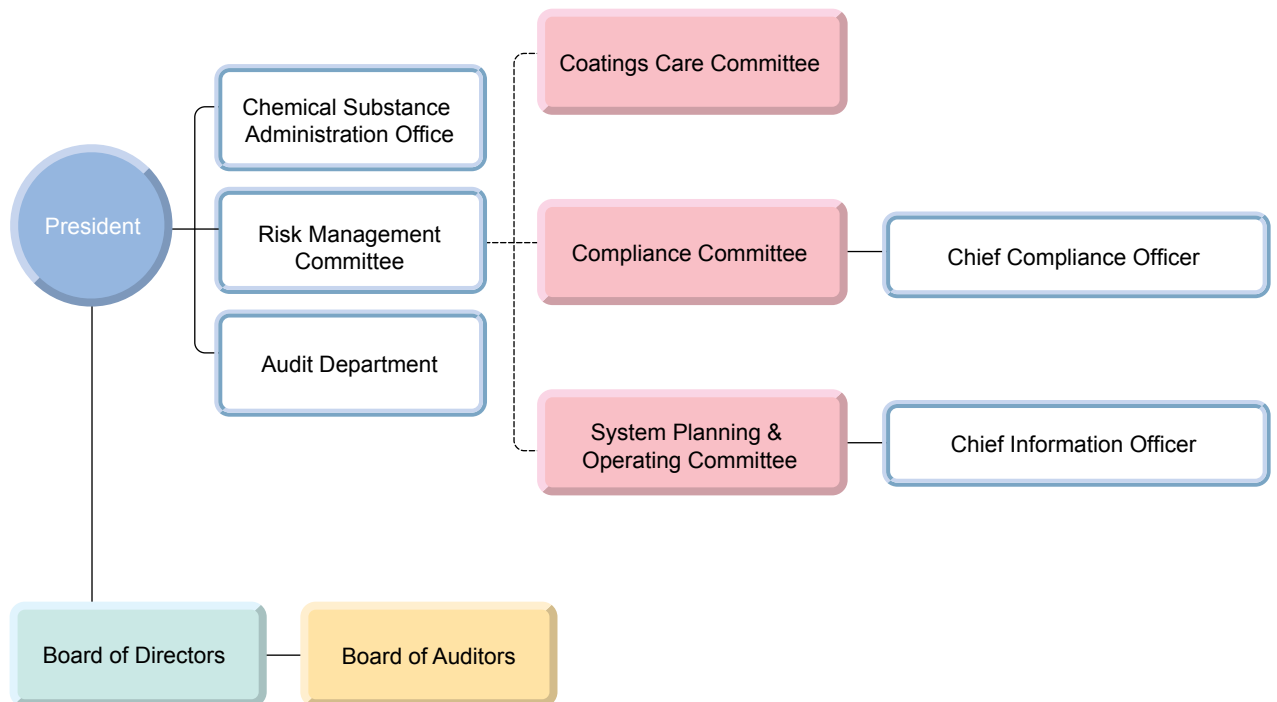 Coatings Care Committee
Chemical Substance
Administration Office
President
Risk Management
Committee
Compliance Committee
Chief Compliance Officer
Audit Department
System Planning &
Operating Committee
Chief Information Officer
Board of Directors
Board of Auditors